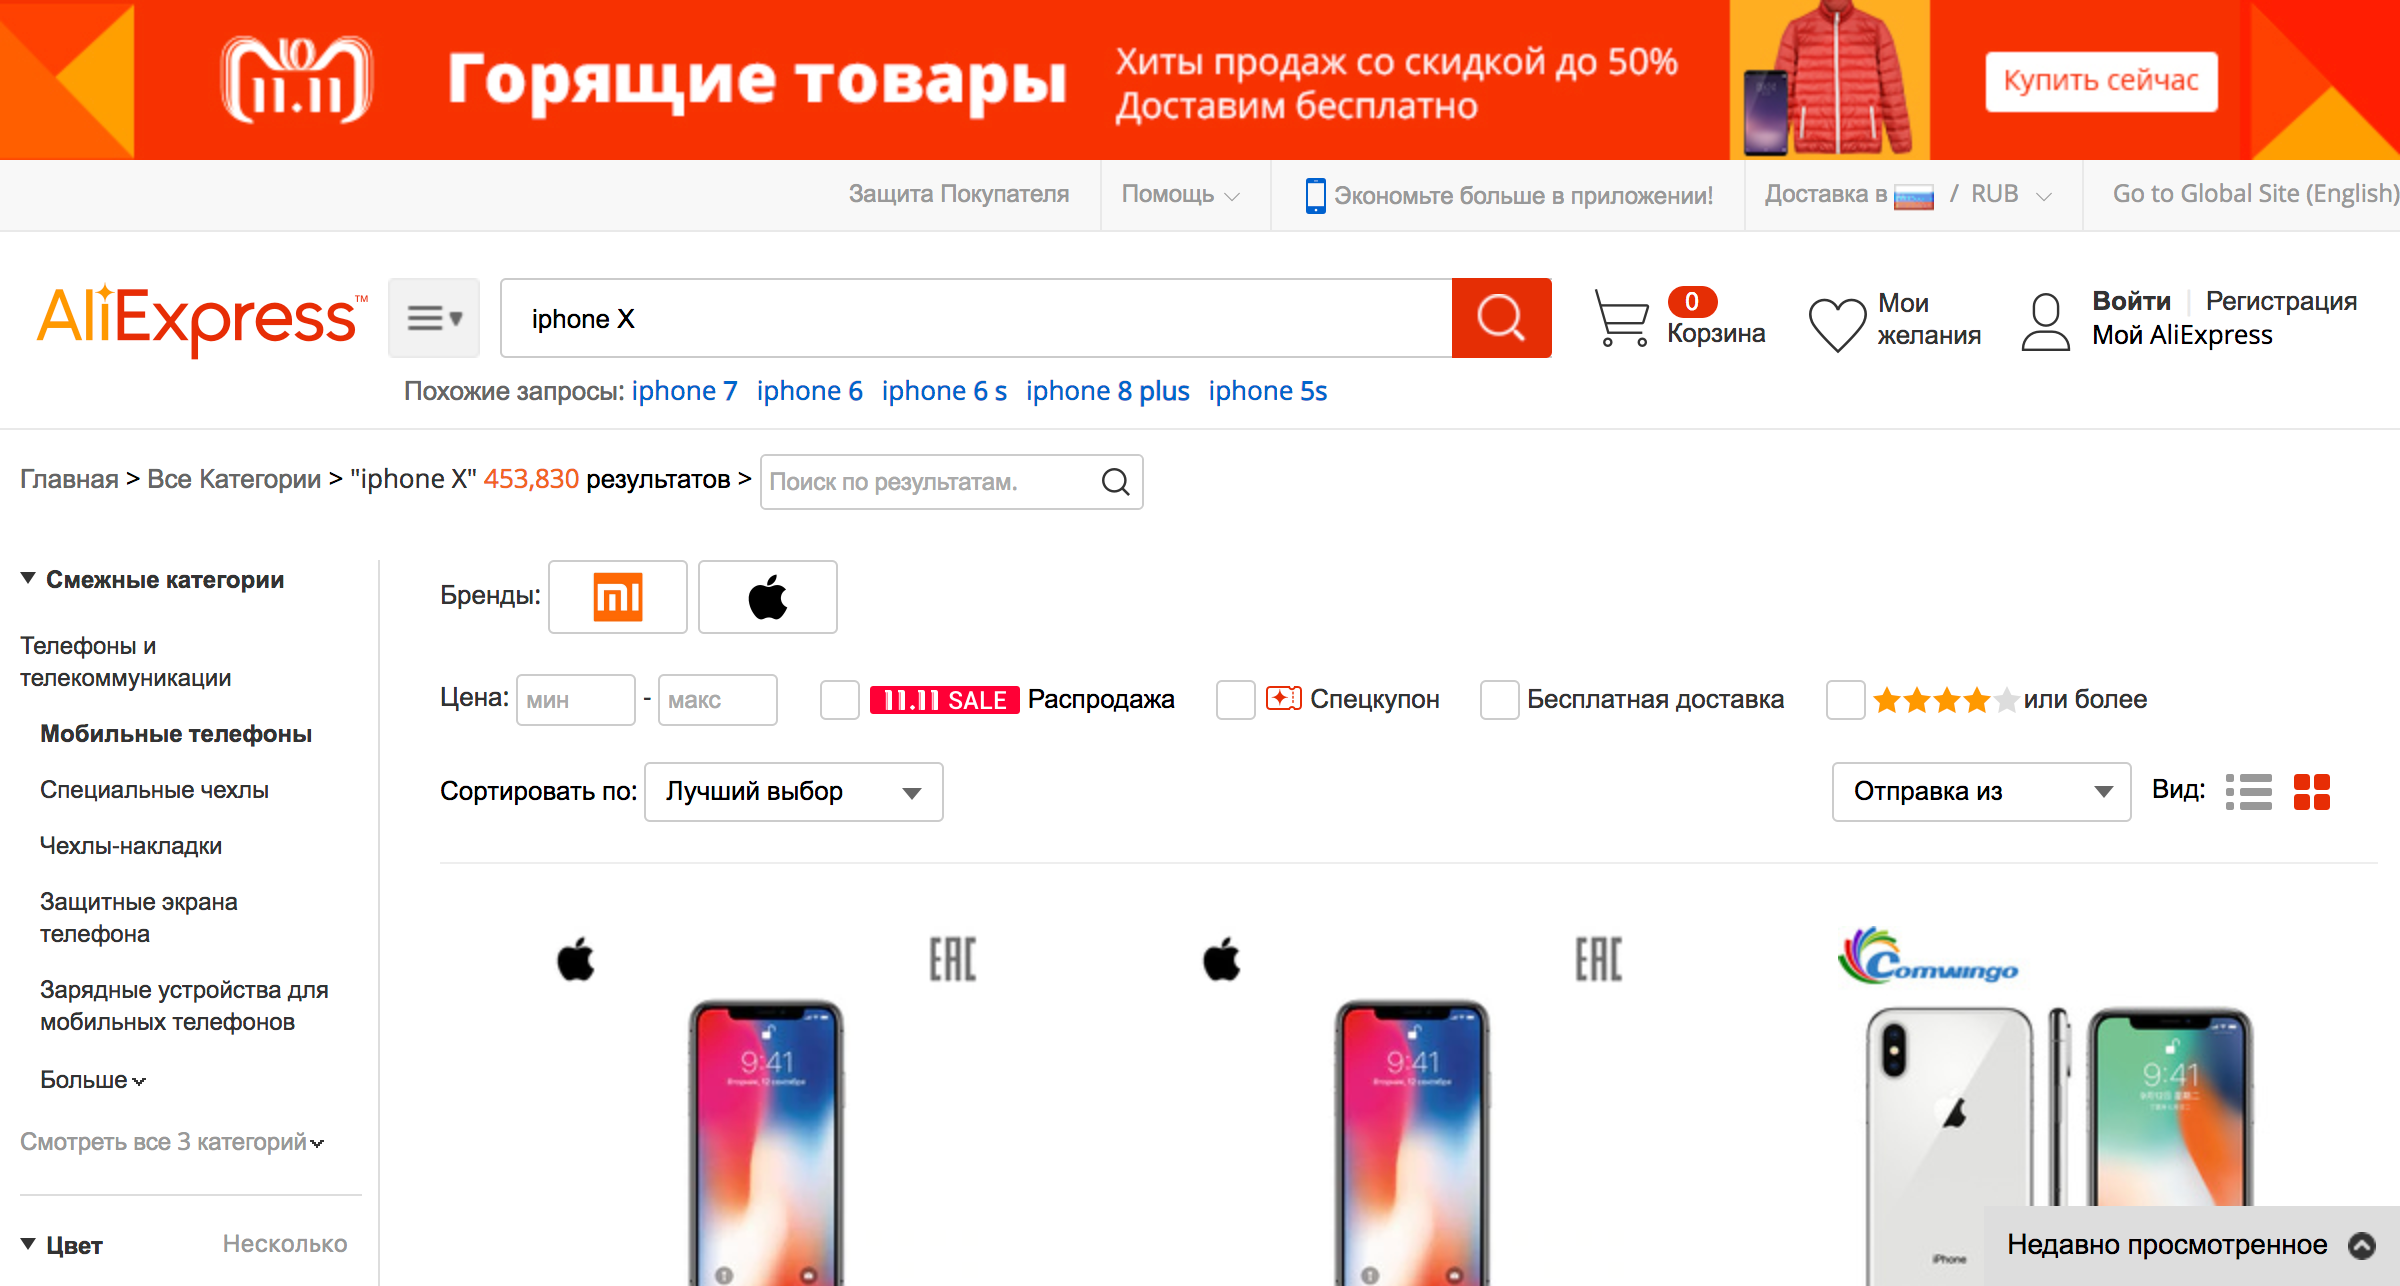 11.11
Горящие товары
Хиты продаж со скидкой до 50%
Доставим бесплатно
Купить сейчас
Защита Покупателя
Помощь
Экономьте больше в приложении!
Доставка в / RUB
Go to Global Site (English)
AliExpress™
iphone X
0
Корзина
Мои
желания
Войти | Регистрация
Мой AliExpress
Похожие запросы: iphone 7 iphone 6 iphone 6 s iphone 8 plus iphone 5s
Главная > Все Категории > "iphone X" 453,830 результатов > Поиск по результатам.
Смежные категории
Телефоны и
телекоммуникации
Мобильные телефоны
Специальные чехлы
Чехлы-накладки
Защитные экрана
телефона
Зарядные устройства для
мобильных телефонов
Больше
Смотреть все 3 категорий
Цвет Несколько
Бренды: mi
Цена: мин - макс 11.11 SALE Распродажа Спецкупон Бесплатная доставка или более
Сортировать по: Лучший выбор Отправка из Вид:
EAC
9:41
Вторник, 12 сентября
EAC
9:41
Вторник, 12 сентября
Comwingo
9:41
iPhone
Недавно просмотренное